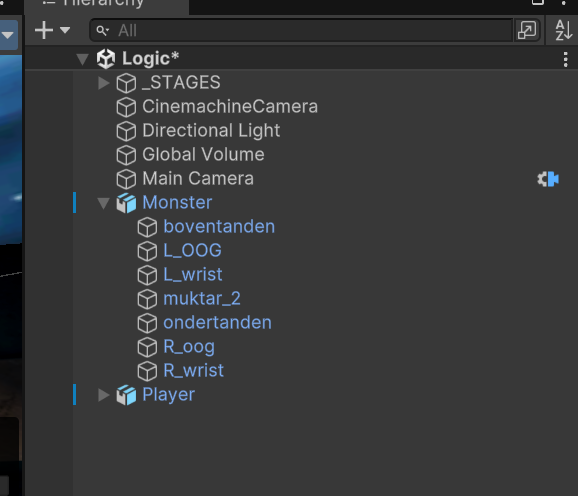 Hierarchy
All
A
Z
Logic*
_STAGES
CinemachineCamera
Directional Light
Global Volume
Main Camera
Monster
boventanden
L_OOG
L_wrist
muktar_2
ondertanden
R_oog
R_wrist
Player